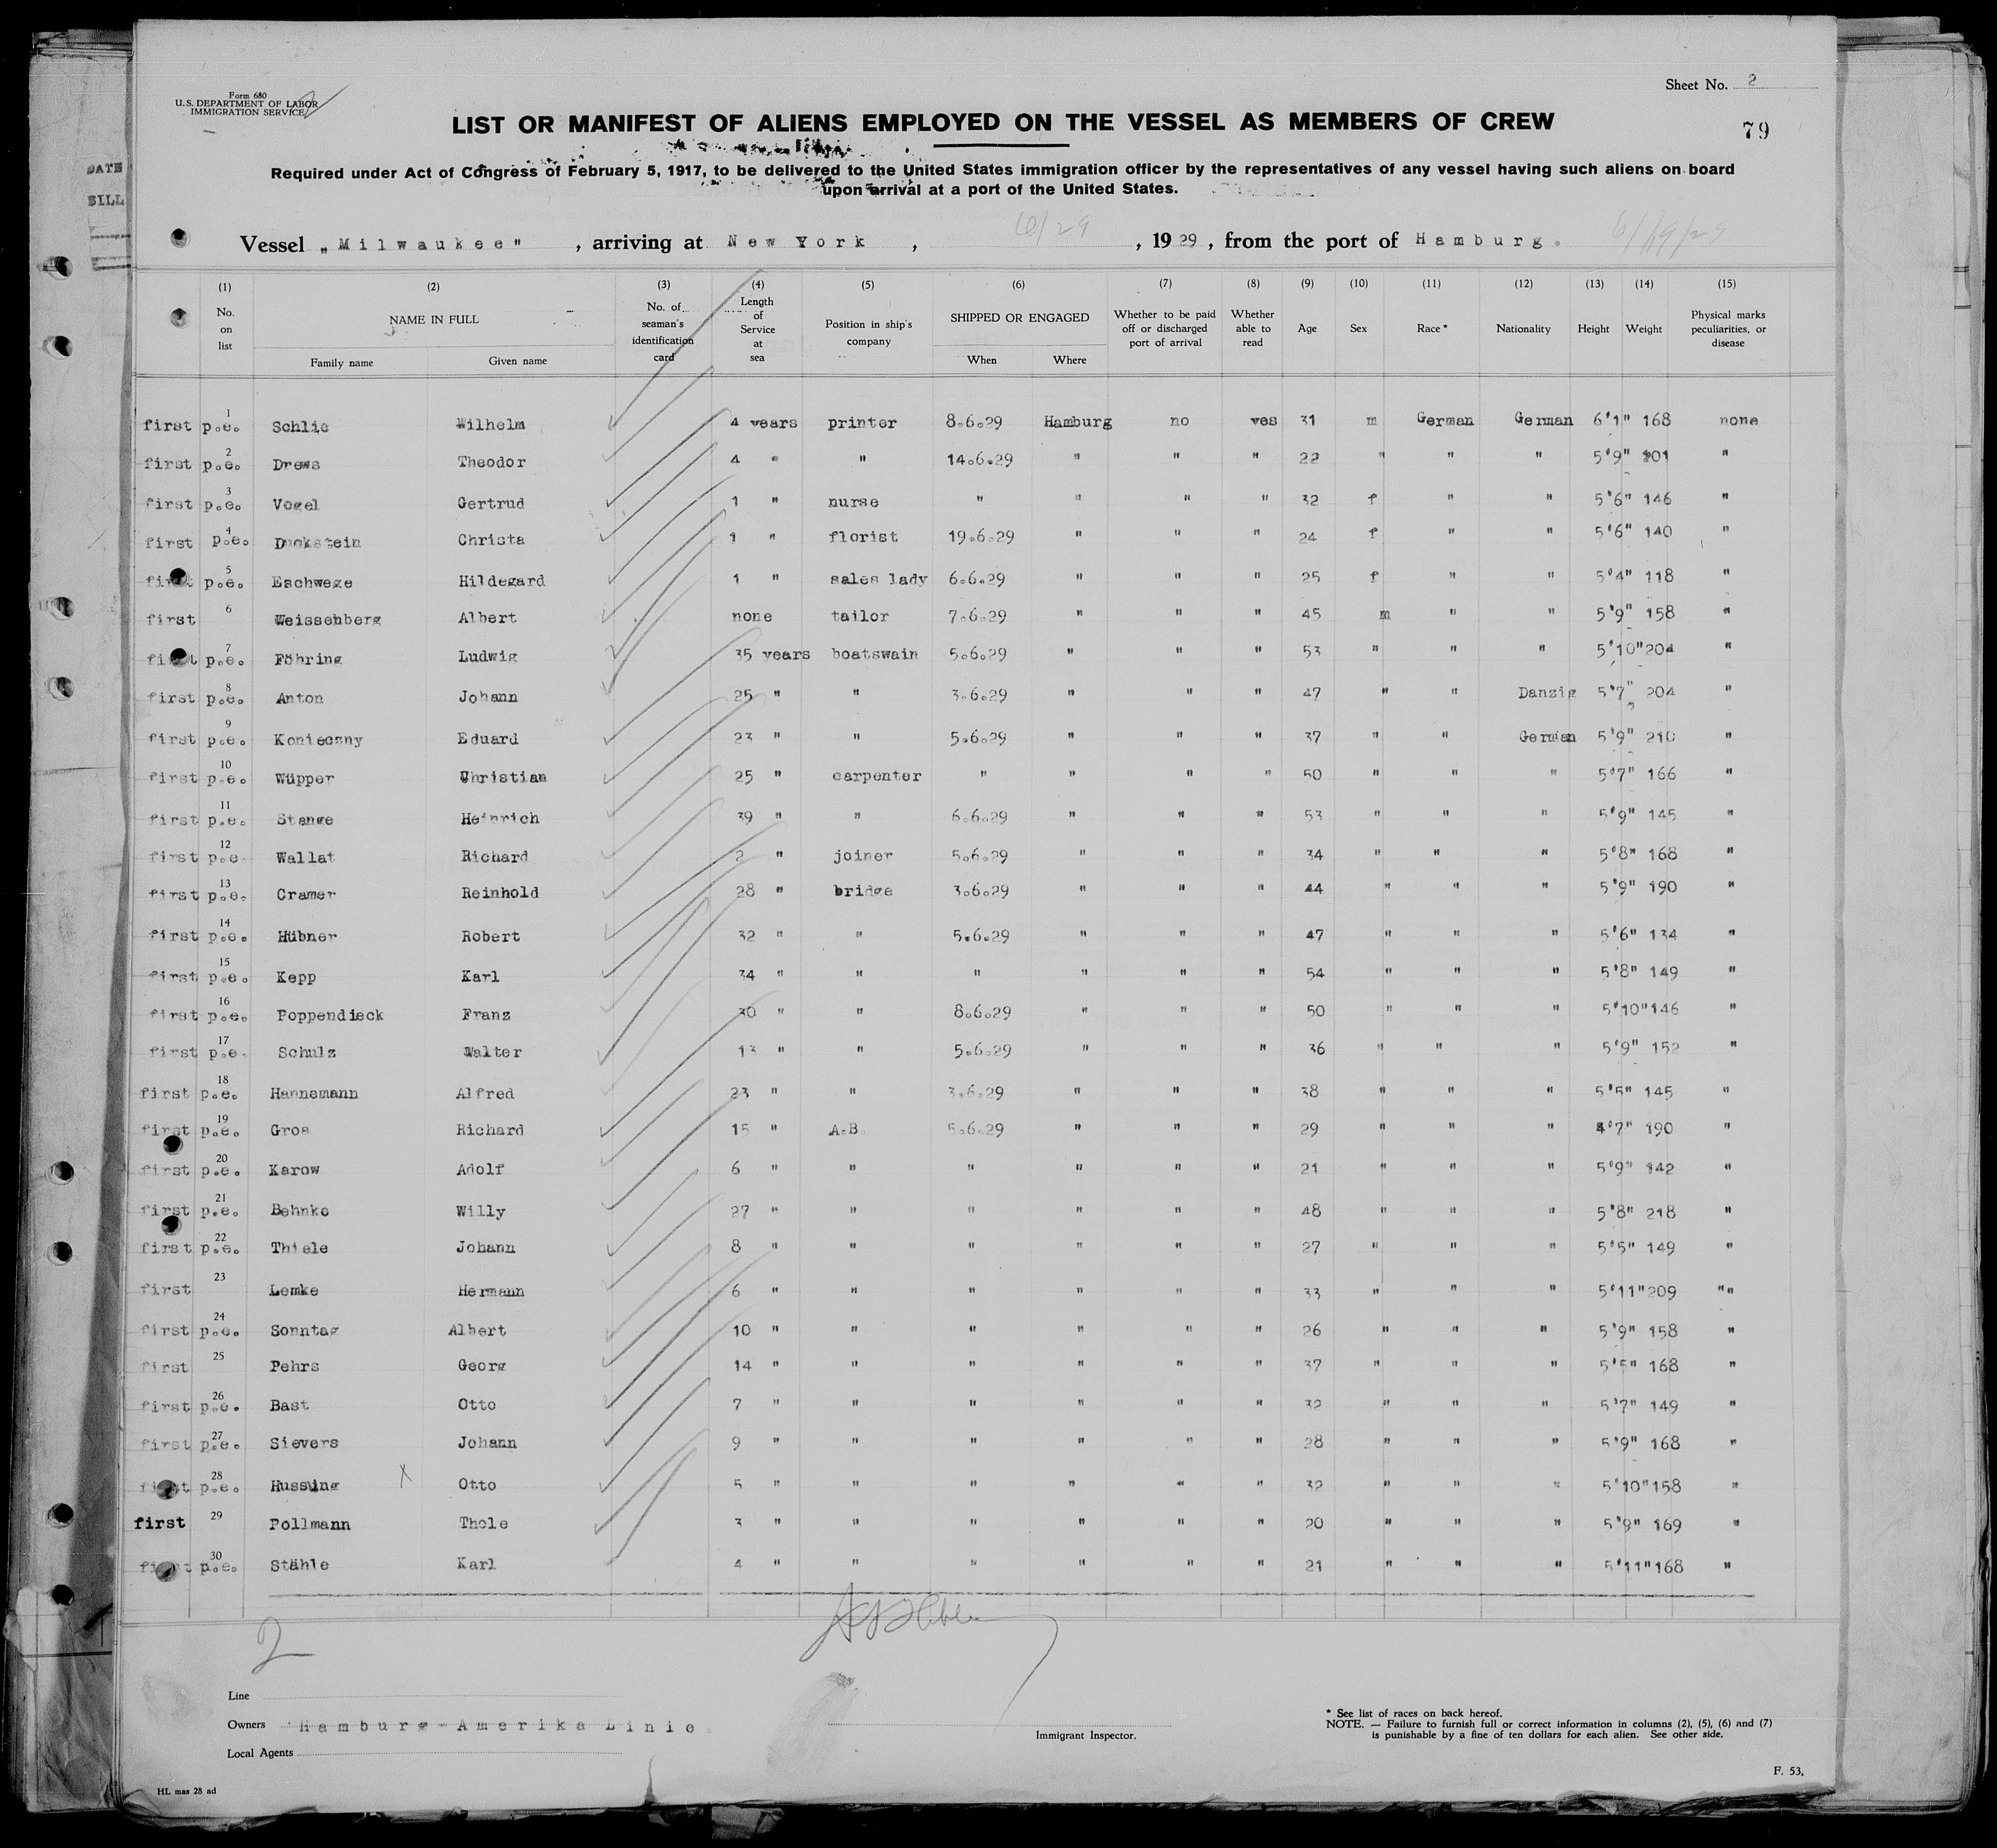 Form 680
U.S. DEPARTMENT OF LABOR
IMMIGRATION SERVICE
Sheet No. 2
LIST OR MANIFEST OF ALIENS EMPLOYED ON THE VESSEL AS MEMBERS OF CREW
79
DATE
Required under Act of Congress of February 5, 1917, to be delivered to the United States immigration officer by the representatives of any vessel having such aliens on board
upon arrival at a port of the United States.
Vessel "Milwaukee" , arriving at New York , 6/29 , 1929 , from the port of Hamburg. 6/19/29
(1) (2) (3) (4) (5) (6) (7) (8) (9) (10) (11) (12) (13) (14) (15)
No. on list NAME IN FULL No. of seaman's identification card Length of Service at sea Position in ship's company SHIPPED OR ENGAGED Whether to be paid off or discharged port of arrival Whether able to read Age Sex Race * Nationality Height Weight Physical marks peculiarities, or disease
Family name Given name When Where
first p.e. 1 Schlie Wilhelm 4 years printer 8.6.29 Hamburg no yes 31 m German German 6'1" 168 none
first p.e. 2 Drews Theodor 4 " " 14.6.29 " " " 22 " " " 5'9" 201 "
first p.e. 3 Vogel Gertrud 1 " nurse " " " " 32 f " " 5'6" 146 "
first p.e. 4 Duckstein Christa 1 " florist 19.6.29 " " " 24 f " " 5'6" 140 "
first p.e. 5 Eschwege Hildegard 1 " sales lady 6.6.29 " " " 25 f " " 5'4" 118 "
first 6 Weissenberg Albert none tailor 7.6.29 " " " 45 m " " 5'9" 158 "
first p.e. 7 Föhring Ludwig 35 years boatswain 5.6.29 " " " 53 " " " 5'10" 204 "
first p.e. 8 Anton Johann 25 " " 3.6.29 " " " 47 " " Danzig 5'7" 204 "
first p.e. 9 Konieczny Eduard 23 " " 5.6.29 " " " 37 " " German 5'9" 210 "
first p.e. 10 Wüpper Christian 25 " carpenter " " " " 50 " " " 5'7" 166 "
first p.e. 11 Stange Heinrich 39 " " 6.6.29 " " " 53 " " " 5'9" 145 "
first p.e. 12 Wallat Richard 2 " joiner 5.6.29 " " " 34 " " " 5'8" 168 "
first p.e. 13 Cramer Reinhold 28 " bridge 3.6.29 " " " 44 " " " 5'9" 190 "
first p.e. 14 Hübner Robert 32 " " 5.6.29 " " " 47 " " " 5'6" 134 "
first p.e. 15 Kepp Karl 34 " " " " " " 54 " " " 5'8" 149 "
first p.e. 16 Poppendieck Franz 30 " " 8.6.29 " " " 50 " " " 5'10" 146 "
first p.e. 17 Schulz Walter 13 " " 5.6.29 " " " 36 " " " 5'9" 152 "
first p.e. 18 Hannemann Alfred 23 " " 3.6.29 " " " 38 " " " 5'5" 145 "
first p.e. 19 Gros Richard 15 " A.B. 5.6.29 " " " 29 " " " 7" 190 "
first p.e. 20 Karow Adolf 6 " " " " " " 21 " " " 5'9" 142 "
first p.e. 21 Behnke Willy 27 " " " " " " 48 " " " 5'8" 218 "
first p.e. 22 Thiele Johann 8 " " " " " " 27 " " " 5'5" 149 "
first 23 Lemke Hermann 6 " " " " " " 33 " " " 5'11" 209 ""
first p.e. 24 Sonntag Albert 10 " " " " " " 26 " " " 5'9" 158 "
first 25 Pehrs Georg 14 " " " " " " 37 " " " 5'5" 168 "
first p.e. 26 Bast Otto 7 " " " " " " 32 " " " 5'7" 149 "
first p.e. 27 Sievers Johann 9 " " " " " " 28 " " " 5'9" 168 "
first p.e. 28 Hussing X Otto 5 " " " " " " 32 " " " 5'10" 158 "
first 29 Pollmann Thole 3 " " " " " " 20 " " " 5'9" 169 "
first p.e. 30 Stähle Karl 4 " " " " " " 21 " " " 5'11" 168 "
2
Line
Owners Hamburg-Amerika Linie.
Local Agents
Immigrant Inspector.
* See list of races on back hereof.
NOTE. — Failure to furnish full or correct information in columns (2), (5), (6) and (7)
is punishable by a fine of ten dollars for each alien. See other side.
F. 53,
HL mas 28 ad